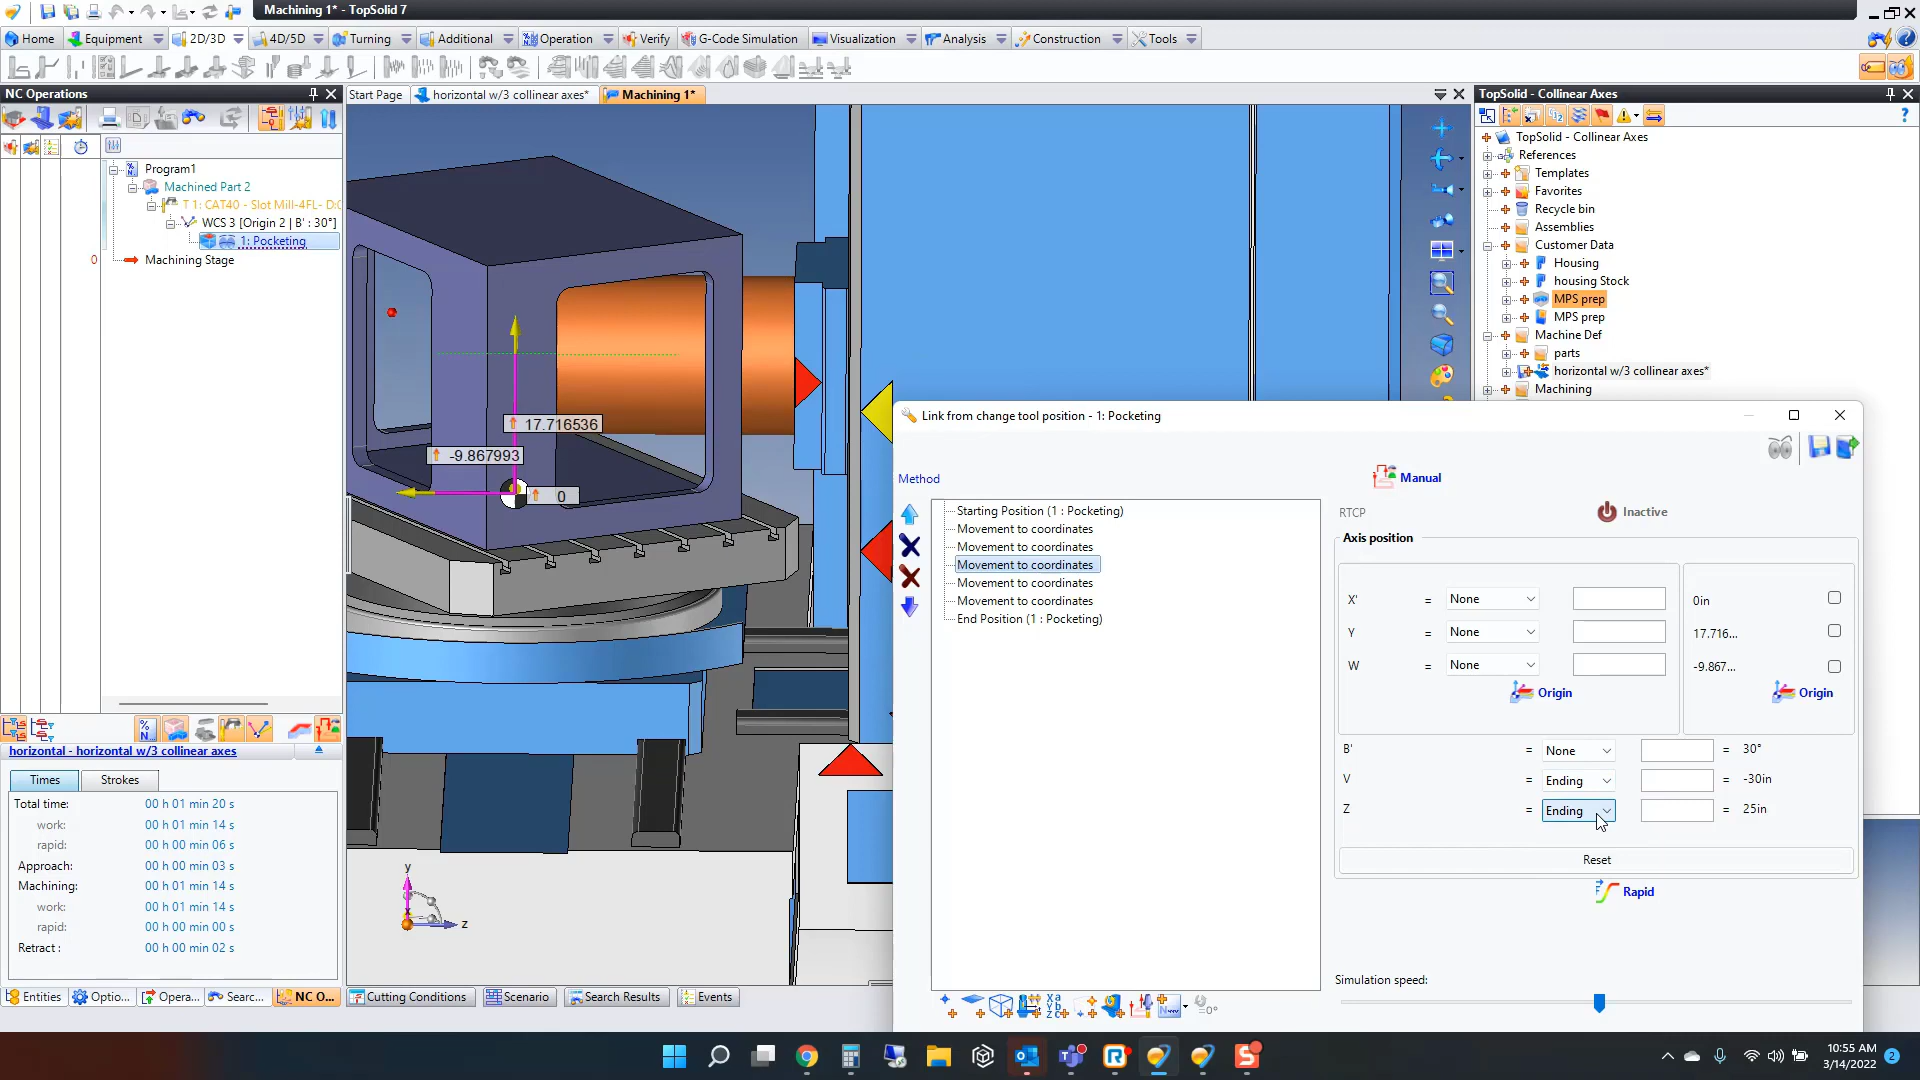 Machining 1* - TopSolid 7
Home Equipment 2D/3D 4D/5D Turning Additional Operation Verify G-Code Simulation Visualization Analysis Construction Tools
NC Operations
Start Page horizontal w/3 collinear axes* Machining 1*
TopSolid - Collinear Axes
Program1
Machined Part 2
T 1: CAT40 - Slot Mill-4FL- D:0
WCS 3 [Origin 2 | B' : 30°]
1: Pocketing
0 Machining Stage
TopSolid - Collinear Axes
References
Templates
Favorites
Recycle bin
Assemblies
Customer Data
Housing
housing Stock
MPS prep
MPS prep
Machine Def
parts
horizontal w/3 collinear axes*
Machining
17.716536
-9.867993
0
y
z
Link from change tool position - 1: Pocketing
Method
Manual
Starting Position (1 : Pocketing)
Movement to coordinates
Movement to coordinates
Movement to coordinates
Movement to coordinates
Movement to coordinates
End Position (1 : Pocketing)
RTCP Inactive
Axis position
X' = None 0in
Y = None 17.716...
W = None -9.867...
Origin Origin
B' = None = 30°
V = Ending = -30in
Z = Ending = 25in
Reset
Rapid
Simulation speed:
horizontal - horizontal w/3 collinear axes
Times Strokes
Total time: 00 h 01 min 20 s
work: 00 h 01 min 14 s
rapid: 00 h 00 min 06 s
Approach: 00 h 00 min 03 s
Machining: 00 h 01 min 14 s
work: 00 h 01 min 14 s
rapid: 00 h 00 min 00 s
Retract : 00 h 00 min 02 s
Entities Optio... Opera... Searc... NC O...
Cutting Conditions Scenario Search Results Events
10:55 AM
3/14/2022
2